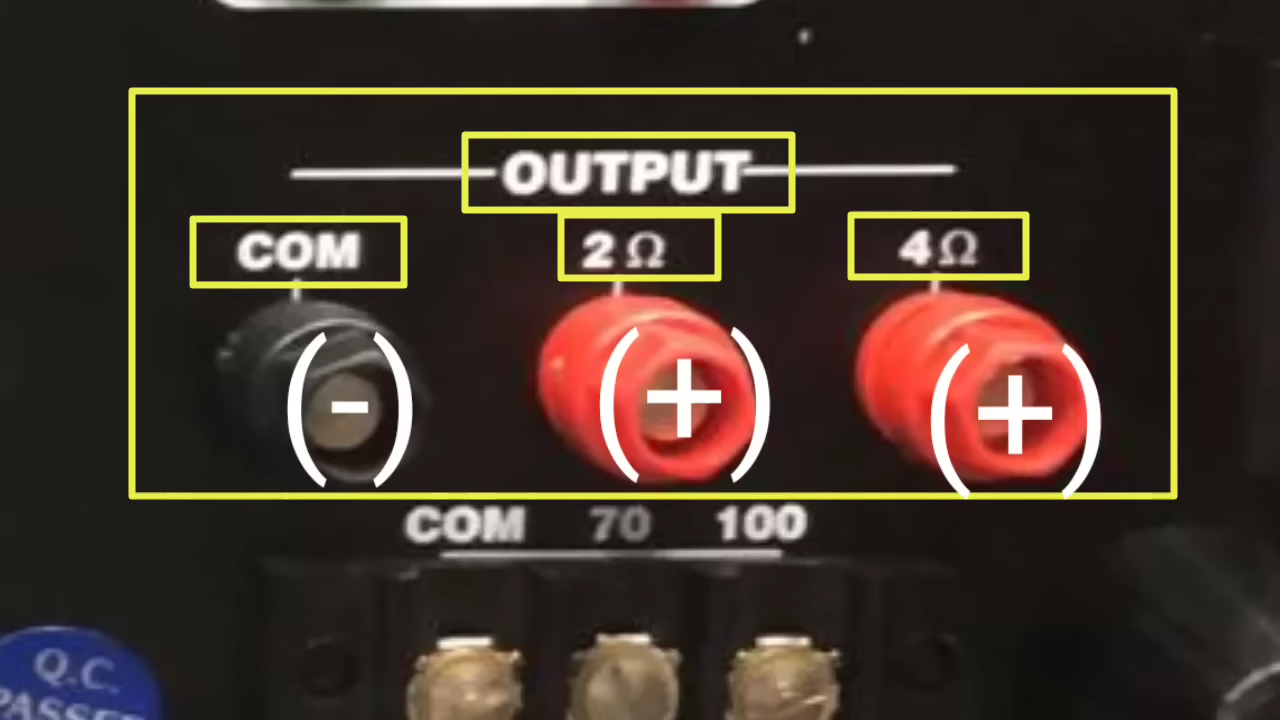 OUTPUT
COM 2 Ω 4 Ω
(-) (+) (+)
COM 70 100
Q.C.
PASSED